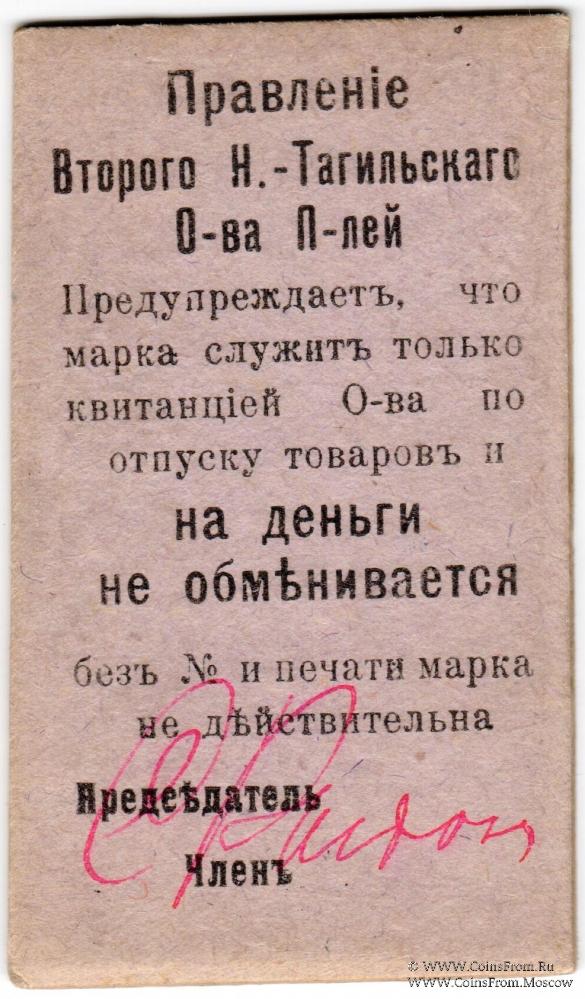 Правленіе
Второго Н.-Тагильскаго
О-ва П-лей
Предупреждаетъ, что
марка служитъ только
квитанціей О-ва по
отпуску товаровъ и
на деньги
не обмѣнивается
безъ № и печати марка
не дѣйствительна
Предсѣдатель
Членъ
© WWW.CoinsFrom.Ru
WWW.CoinsFrom.Moscow